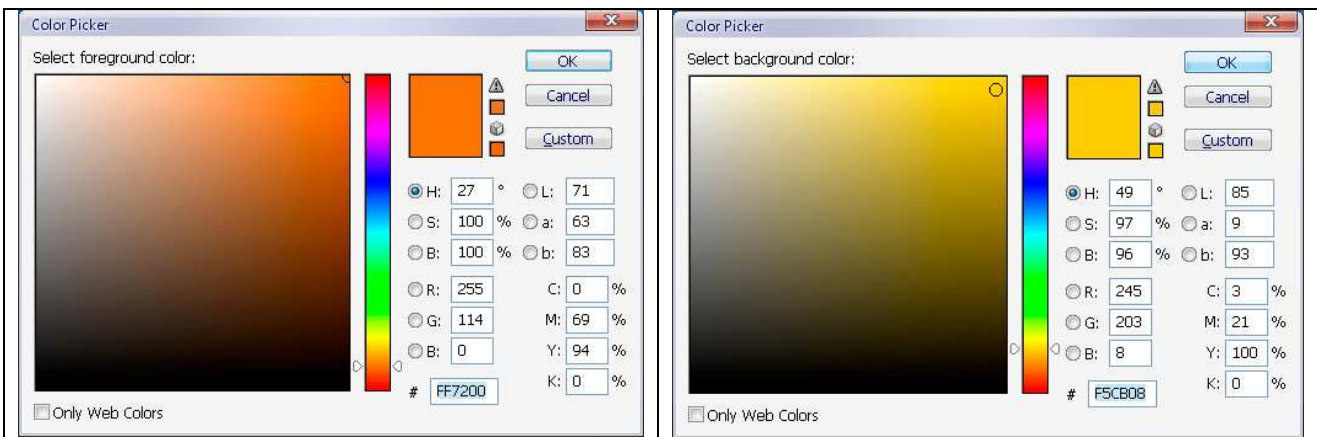 Color Picker
Select foreground color:
OK
Cancel
Custom
H: 27 ° L: 71
S: 100 % a: 63
B: 100 % b: 83
R: 255 C: 0 %
G: 114 M: 69 %
B: 0 Y: 94 %
# FF7200 K: 0 %
Only Web Colors
Color Picker
Select background color:
OK
Cancel
Custom
H: 49 ° L: 85
S: 97 % a: 9
B: 96 % b: 93
R: 245 C: 3 %
G: 203 M: 21 %
B: 8 Y: 100 %
# F5CB08 K: 0 %
Only Web Colors